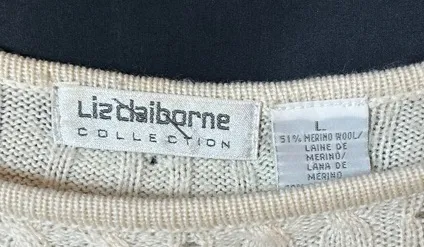 Liz Claiborne
COLLECTION
L
51% MERINO WOOL/
LAINE DE
MERINO/
LANA DE
MERINO